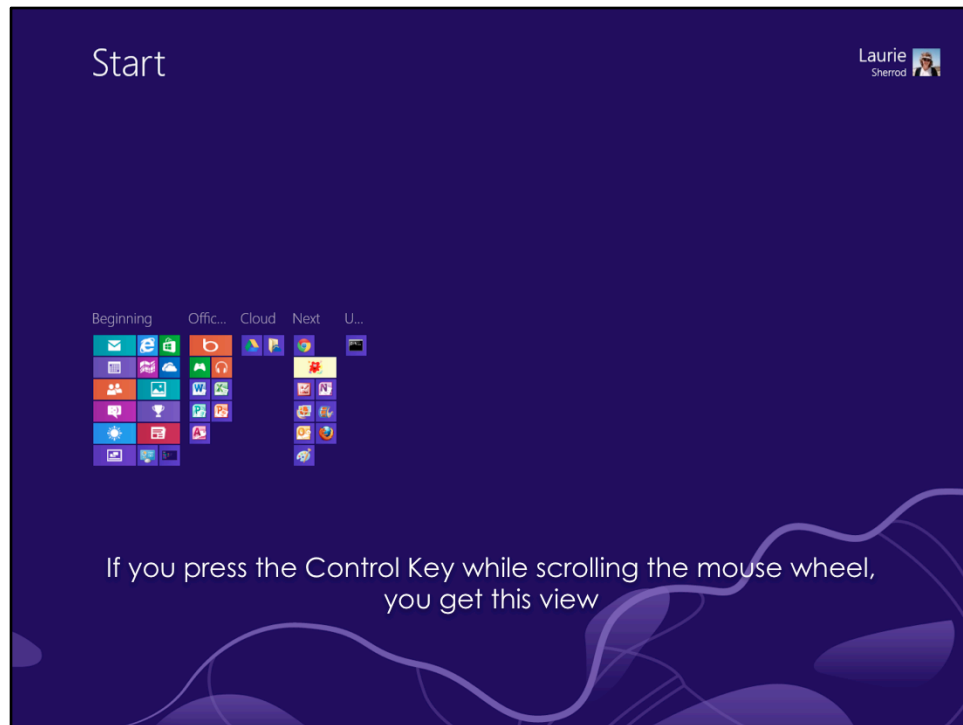 Start
Laurie
Sherrod
Beginning Offic... Cloud Next U...
If you press the Control Key while scrolling the mouse wheel,
you get this view